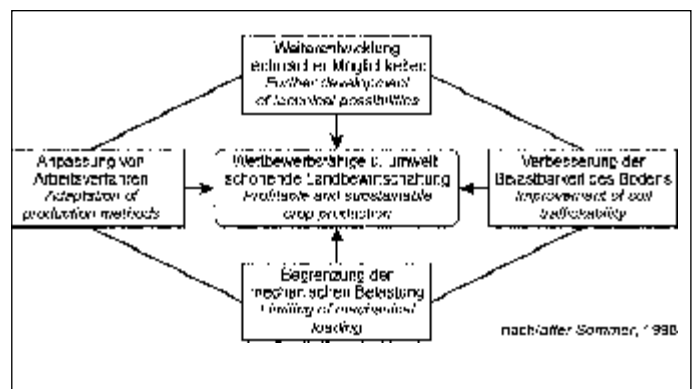 Weiterentwicklung
technischer Möglichkeiten
Further development
of technical possibilities
Anpassung von
Arbeitsverfahren
Adaptation of
production methods
Wettbewerbsfähige u. umwelt
schonende Landbewirtschaftung
Profitable and sustainable
crop production
Verbesserung der
Belastbarkeit des Bodens
Improvement of soil
trafficability
Begrenzung der
mechanischen Belastung
Limiting of mechanical
loading
nach/after Sommer, 1998